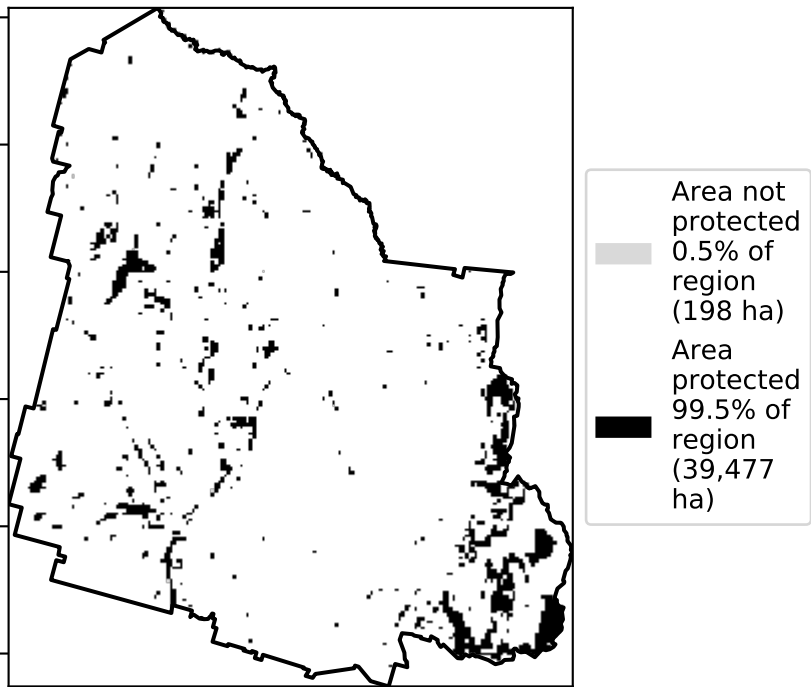 Area not
protected
0.5% of
region
(198 ha)
Area
protected
99.5% of
region
(39,477
ha)